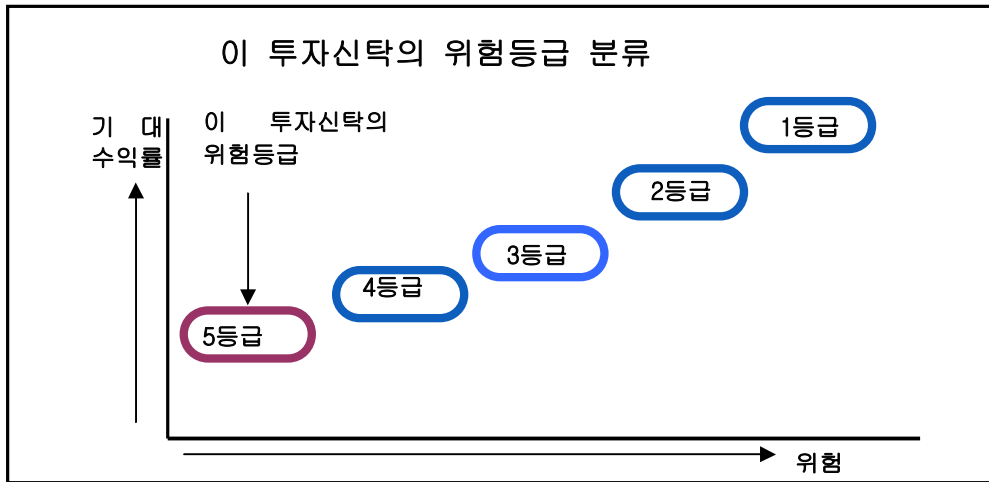 이 투자신탁의 위험등급 분류
기 대
수익률
이 투자신탁의
위험등급
1등급
2등급
3등급
4등급
5등급
위험